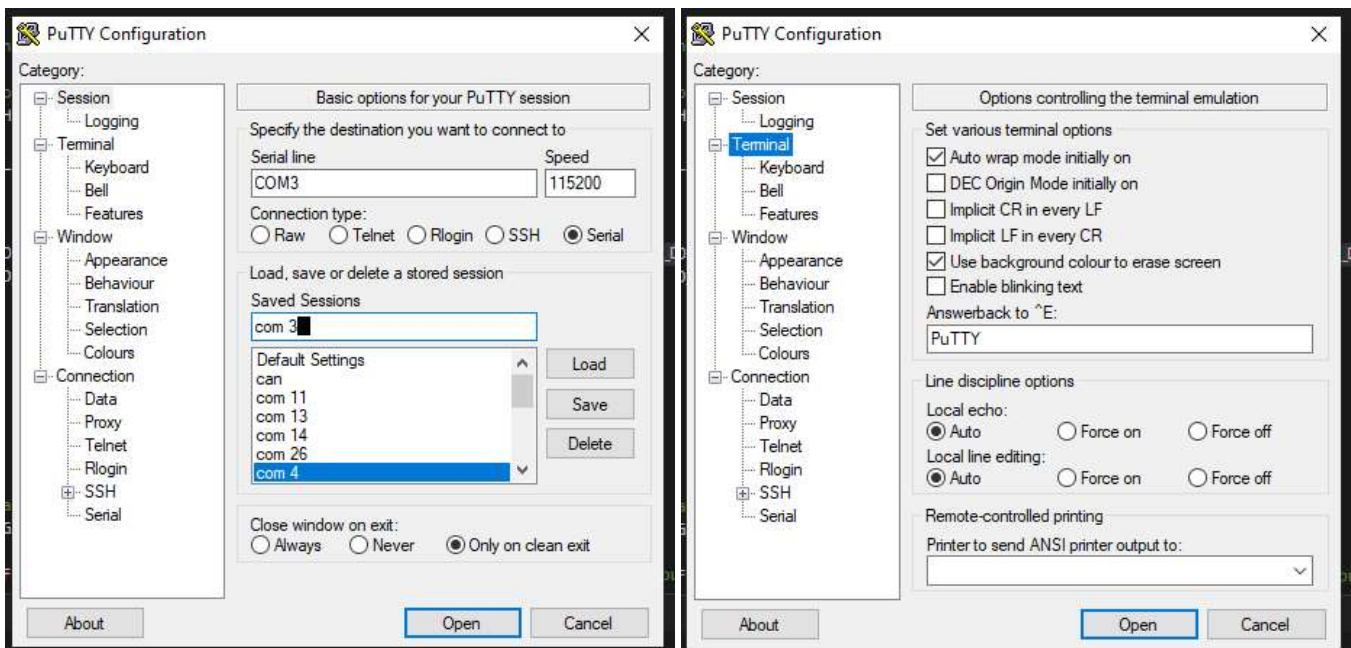 PuTTY Configuration
Category:
Session
Logging
Terminal
Keyboard
Bell
Features
Window
Appearance
Behaviour
Translation
Selection
Colours
Connection
Data
Proxy
Telnet
Rlogin
SSH
Serial
Basic options for your PuTTY session
Specify the destination you want to connect to
Serial line Speed
COM3 115200
Connection type:
Raw Telnet Rlogin SSH Serial
Load, save or delete a stored session
Saved Sessions
com 3
Default Settings
can
com 11
com 13
com 14
com 26
com 4
Load
Save
Delete
Close window on exit:
Always Never Only on clean exit
About Open Cancel
PuTTY Configuration
Category:
Session
Logging
Terminal
Keyboard
Bell
Features
Window
Appearance
Behaviour
Translation
Selection
Colours
Connection
Data
Proxy
Telnet
Rlogin
SSH
Serial
Options controlling the terminal emulation
Set various terminal options
Auto wrap mode initially on
DEC Origin Mode initially on
Implicit CR in every LF
Implicit LF in every CR
Use background colour to erase screen
Enable blinking text
Answerback to ^E:
PuTTY
Line discipline options
Local echo:
Auto Force on Force off
Local line editing:
Auto Force on Force off
Remote-controlled printing
Printer to send ANSI printer output to:
About Open Cancel